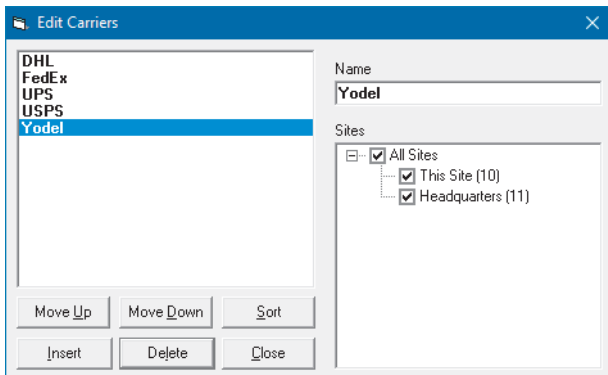 Edit Carriers
DHL
FedEx
UPS
USPS
Yodel
Move Up
Move Down
Sort
Insert
Delete
Close
Name
Yodel
Sites
All Sites
This Site (10)
Headquarters (11)